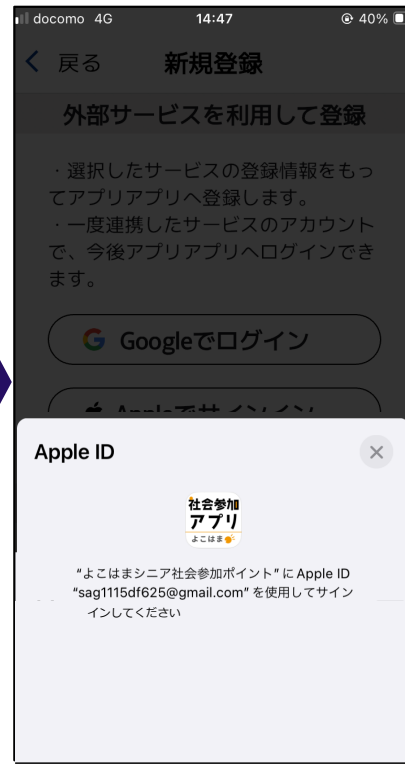 docomo 4G 14:47 40%
戻る 新規登録
外部サービスを利用して登録
・選択したサービスの登録情報をもっ
てアプリアプリへ登録します。
・一度連携したサービスのアカウント
で、今後アプリアプリへログインでき
ます。
Googleでログイン
Appleでサインイン
Apple ID
社会参加
アプリ
よこはま
“よこはまシニア社会参加ポイント” に Apple ID
“sag1115df625@gmail.com” を使用してサイン
インしてください